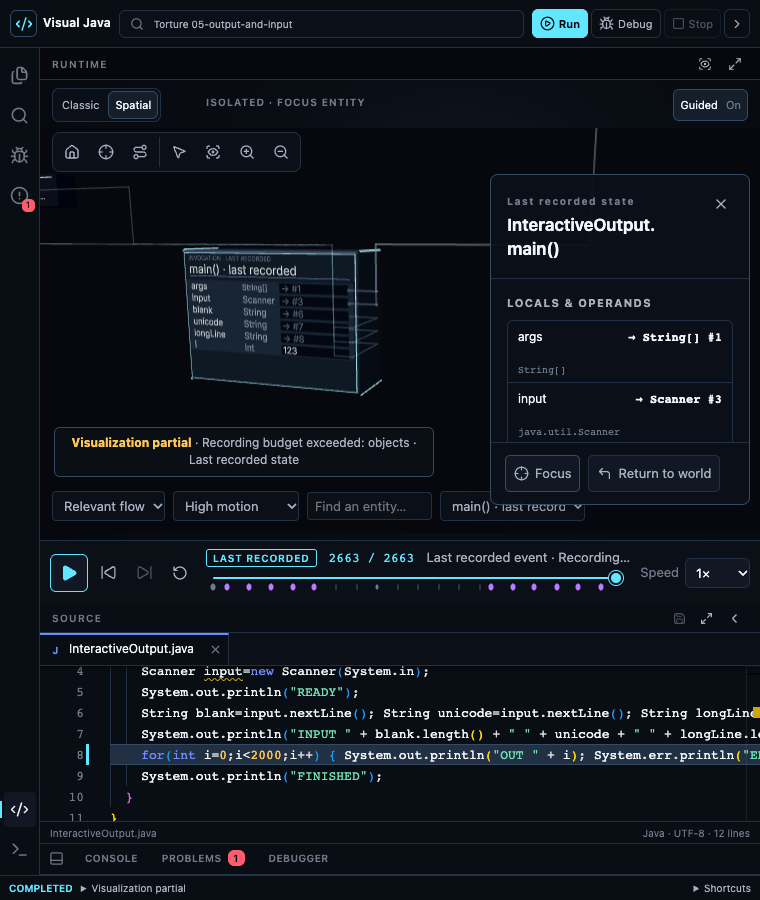 Visual Java
Torture 05-output-and-input
Run
Debug
Stop
RUNTIME
Classic
Spatial
ISOLATED · FOCUS ENTITY
Guided On
1
INVOCATION · LAST RECORDED
main() · last recorded
args String[] → #1
input Scanner → #3
blank String → #6
unicode String → #7
longLine String → #8
i int 123
Last recorded state
InteractiveOutput.
main()
LOCALS & OPERANDS
args → String[] #1
String[]
input → Scanner #3
java.util.Scanner
Focus
Return to world
Visualization partial · Recording budget exceeded: objects ·
Last recorded state
Relevant flow
High motion
Find an entity...
main() · last record
LAST RECORDED 2663 / 2663 Last recorded event · Recording...
Speed 1×
SOURCE
J InteractiveOutput.java
4 Scanner input=new Scanner(System.in);
5 System.out.println("READY");
6 String blank=input.nextLine(); String unicode=input.nextLine(); String longLine
7 System.out.println("INPUT " + blank.length() + " " + unicode + " " + longLine.le
8 for(int i=0;i<2000;i++) { System.out.println("OUT " + i); System.err.println("E
9 System.out.println("FINISHED");
10 }
11 }
InteractiveOutput.java
Java · UTF-8 · 12 lines
CONSOLE
PROBLEMS 1
DEBUGGER
COMPLETED Visualization partial
Shortcuts